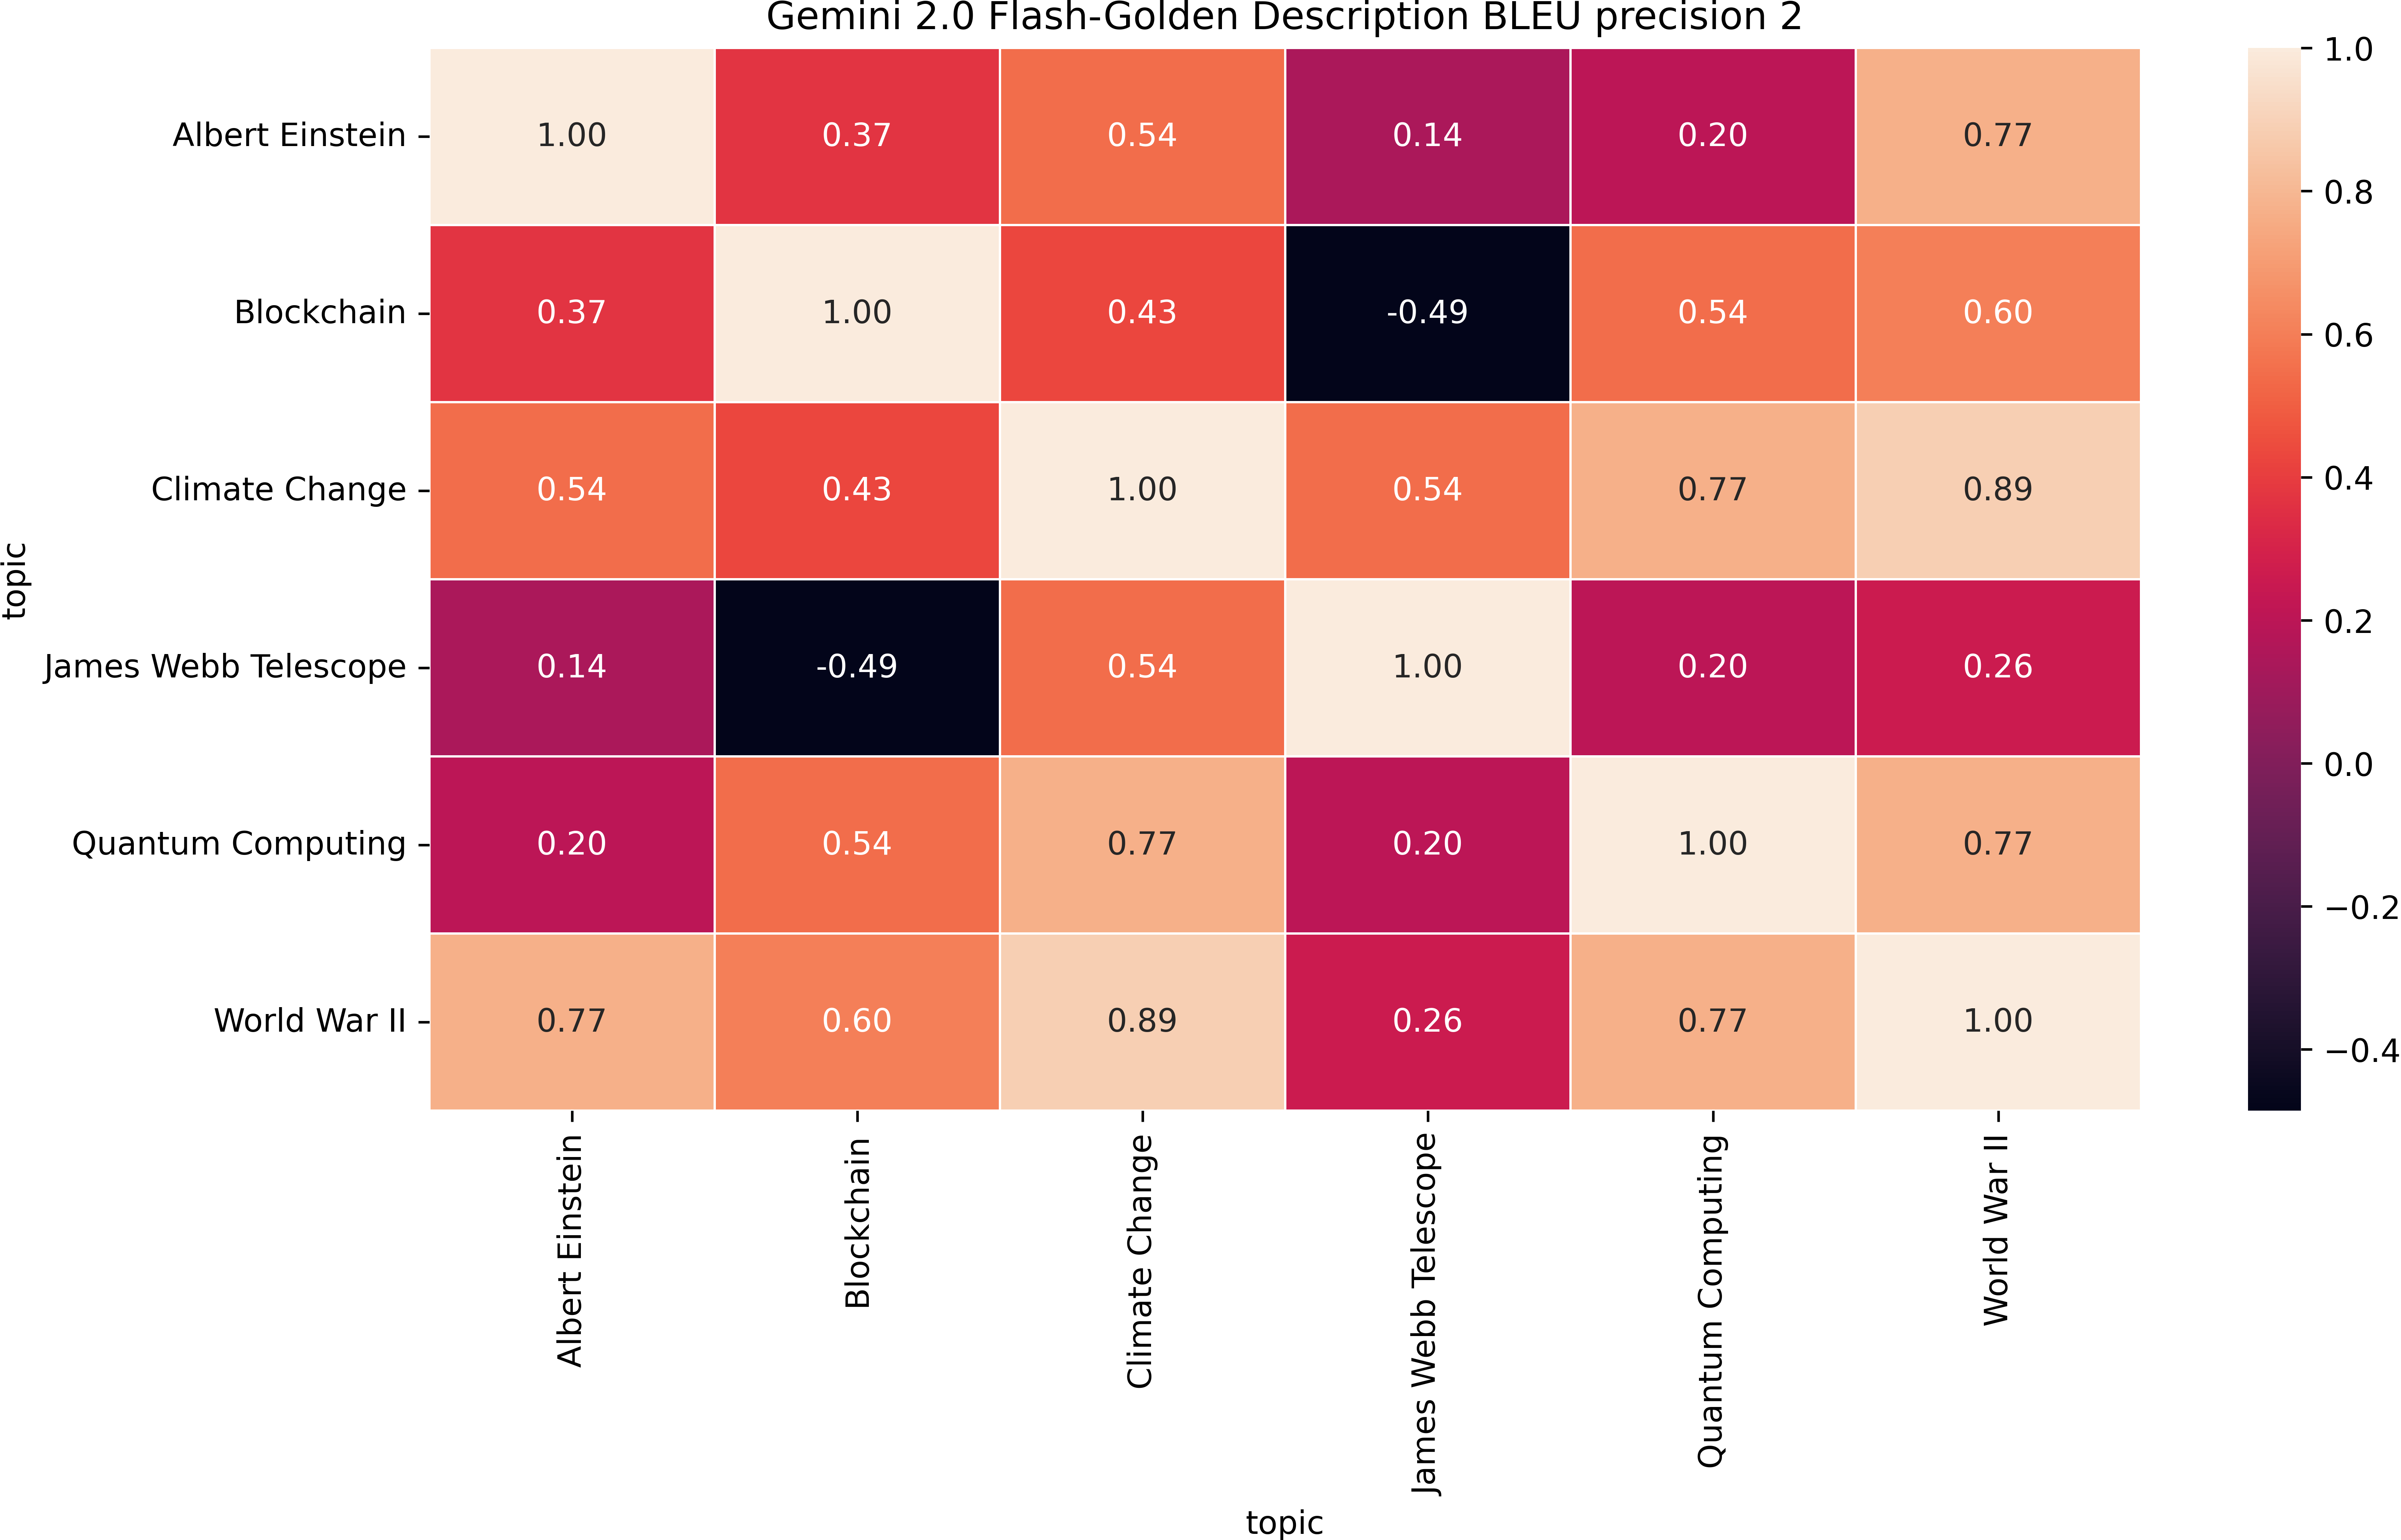 Gemini 2.0 Flash-Golden Description BLEU precision 2
topic
Albert Einstein 1.00 0.37 0.54 0.14 0.20 0.77
Blockchain 0.37 1.00 0.43 -0.49 0.54 0.60
Climate Change 0.54 0.43 1.00 0.54 0.77 0.89
James Webb Telescope 0.14 -0.49 0.54 1.00 0.20 0.26
Quantum Computing 0.20 0.54 0.77 0.20 1.00 0.77
World War II 0.77 0.60 0.89 0.26 0.77 1.00
Albert Einstein
Blockchain
Climate Change
James Webb Telescope
Quantum Computing
World War II
topic
1.0
0.8
0.6
0.4
0.2
0.0
−0.2
−0.4